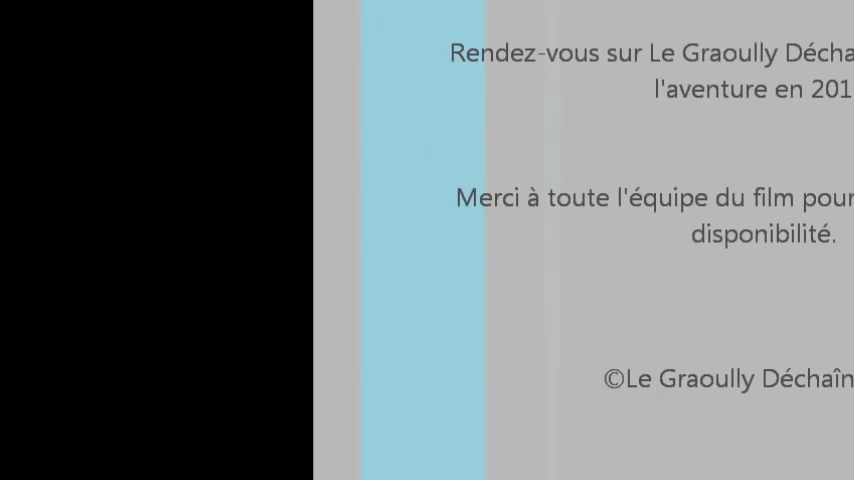 Rendez-vous sur Le Graoully Décha
l'aventure en 201
Merci à toute l'équipe du film pour
disponibilité.
©Le Graoully Déchaîn